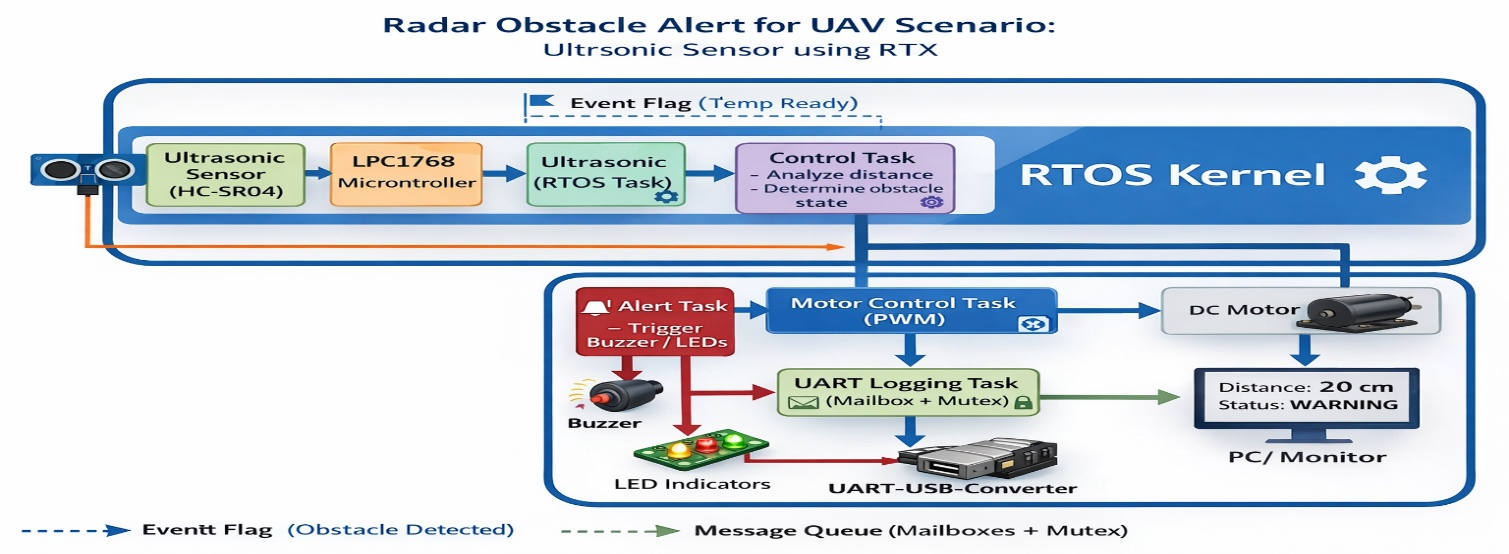 Radar Obstacle Alert for UAV Scenario:
Ultrsonic Sensor using RTX
Event Flag (Temp Ready)
Ultrasonic
Sensor
(HC-SR04)
LPC1768
Microntroller
Ultrasonic
(RTOS Task)
Control Task
- Analyze distance
- Determine obstacle
state
RTOS Kernel
Alert Task
– Trigger
Buzzer / LEDs
Motor Control Task
(PWM)
DC Motor
UART Logging Task
(Mailbox + Mutex)
Distance: 20 cm
Status: WARNING
Buzzer
PC/ Monitor
LED Indicators
UART-USB-Converter
Eventt Flag (Obstacle Detected)
Message Queue (Mailboxes + Mutex)